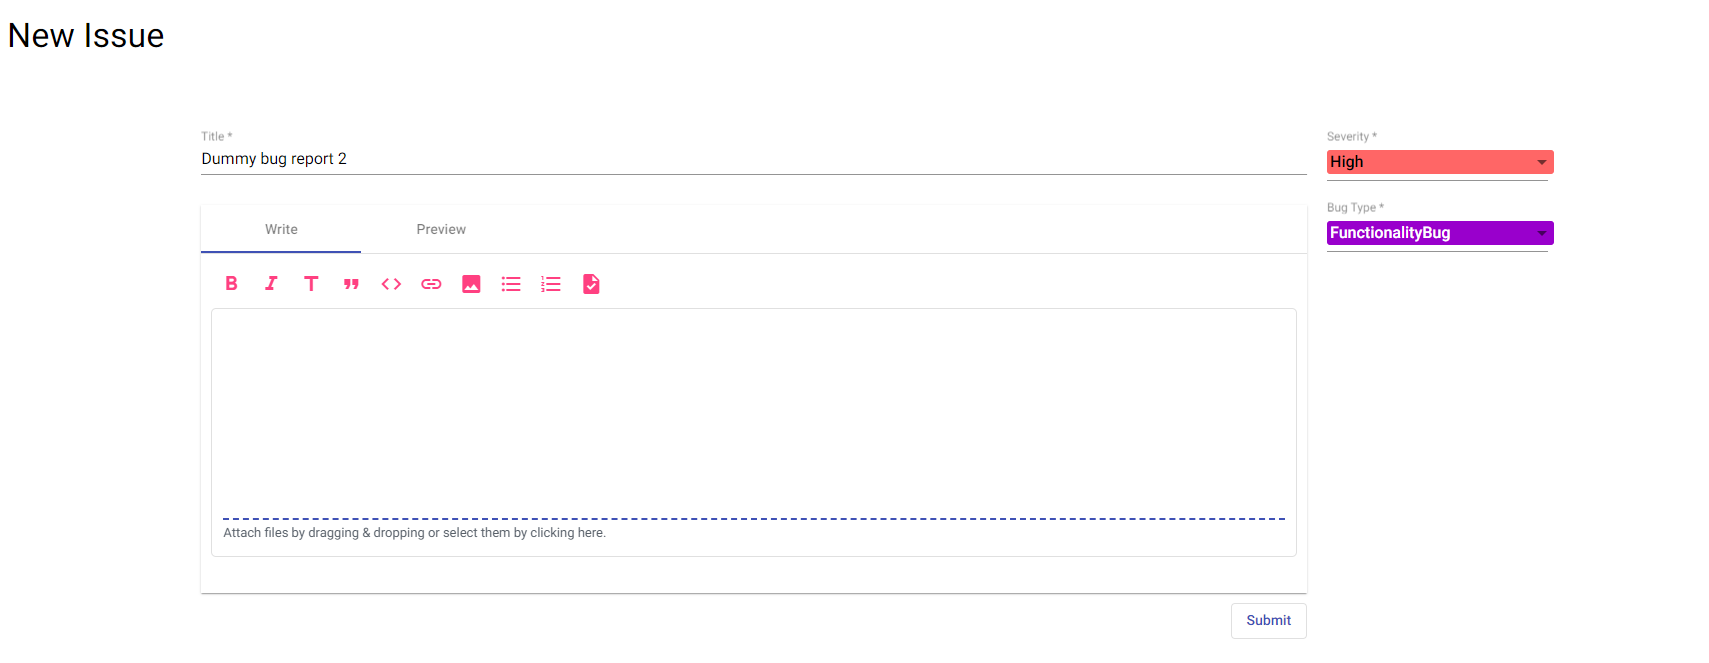 New Issue
Title *
Dummy bug report 2
Severity *
High
Bug Type *
FunctionalityBug
Write
Preview
Attach files by dragging & dropping or select them by clicking here.
Submit